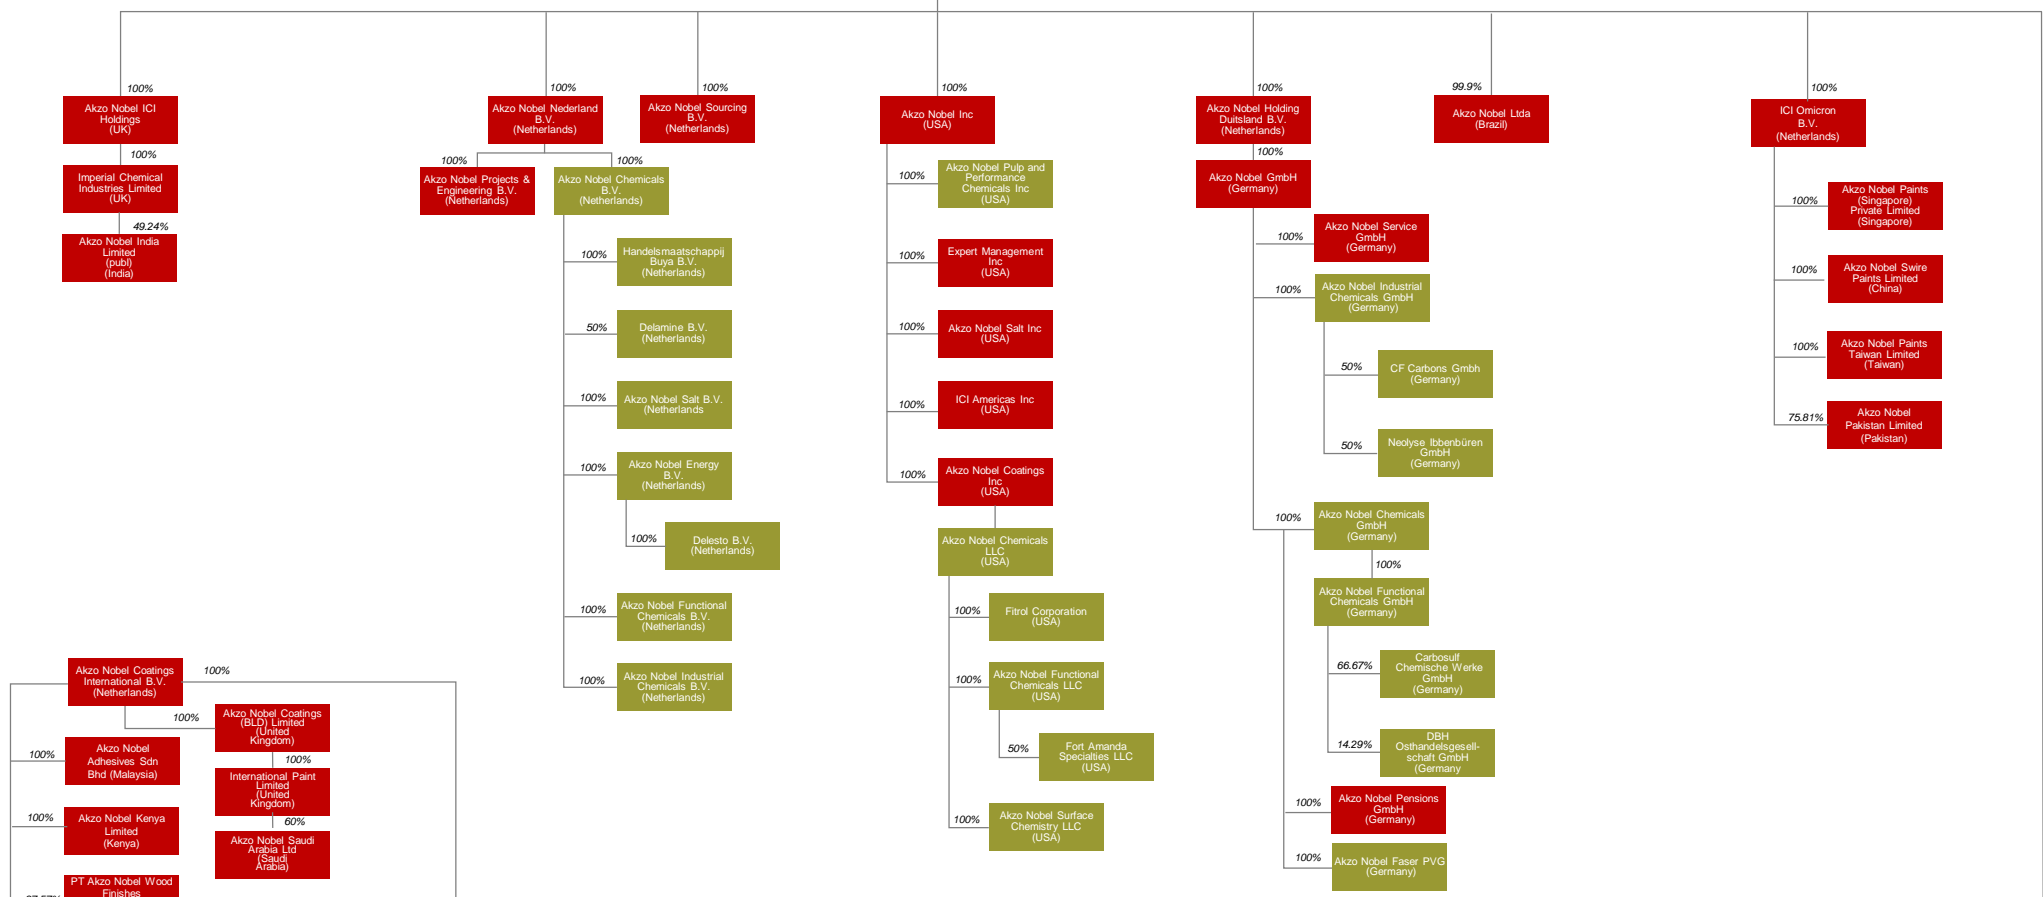 100%
Akzo Nobel ICI
Holdings
(UK)
100%
Imperial Chemical
Industries Limited
(UK)
49.24%
Akzo Nobel India
Limited
(publ)
(India)
100%
Akzo Nobel Nederland
B.V.
(Netherlands)
100%
Akzo Nobel Projects &
Engineering B.V.
(Netherlands)
100%
Akzo Nobel Chemicals
B.V.
(Netherlands)
100%
Handelsmaatschappij
Buya B.V.
(Netherlands)
50%
Delamine B.V.
(Netherlands)
100%
Akzo Nobel Salt B.V.
(Netherlands
100%
Akzo Nobel Energy
B.V.
(Netherlands)
100%
Delesto B.V.
(Netherlands)
100%
Akzo Nobel Functional
Chemicals B.V.
(Netherlands)
100%
Akzo Nobel Industrial
Chemicals B.V.
(Netherlands)
100%
Akzo Nobel Sourcing
B.V.
(Netherlands)
100%
Akzo Nobel Inc
(USA)
100%
Akzo Nobel Pulp and
Performance
Chemicals Inc
(USA)
100%
Expert Management
Inc
(USA)
100%
Akzo Nobel Salt Inc
(USA)
100%
ICI Americas Inc
(USA)
100%
Akzo Nobel Coatings
Inc
(USA)
Akzo Nobel Chemicals
LLC
(USA)
100%
Fitrol Corporation
(USA)
100%
Akzo Nobel Functional
Chemicals LLC
(USA)
50%
Fort Amanda
Specialties LLC
(USA)
100%
Akzo Nobel Surface
Chemistry LLC
(USA)
100%
Akzo Nobel Holding
Duitsland B.V.
(Netherlands)
100%
Akzo Nobel GmbH
(Germany)
100%
Akzo Nobel Service
GmbH
(Germany)
100%
Akzo Nobel Industrial
Chemicals GmbH
(Germany)
50%
CF Carbons Gmbh
(Germany)
50%
Neolyse Ibbenbüren
GmbH
(Germany)
100%
Akzo Nobel Chemicals
GmbH
(Germany)
100%
Akzo Nobel Functional
Chemicals GmbH
(Germany)
66.67%
Carbosulf
Chemische Werke
GmbH
(Germany)
14.29%
DBH
Osthandelsgesell-
schaft GmbH
(Germany
100%
Akzo Nobel Pensions
GmbH
(Germany)
100%
Akzo Nobel Faser PVG
(Germany)
99.9%
Akzo Nobel Ltda
(Brazil)
100%
ICI Omicron
B.V.
(Netherlands)
100%
Akzo Nobel Paints
(Singapore)
Private Limited
(Singapore)
100%
Akzo Nobel Swire
Paints Limited
(China)
100%
Akzo Nobel Paints
Taiwan Limited
(Taiwan)
75.81%
Akzo Nobel
Pakistan Limited
(Pakistan)
Akzo Nobel Coatings
International B.V.
(Netherlands)
100%
100%
Akzo Nobel Coatings
(BLD) Limited
(United
Kingdom)
100%
International Paint
Limited
(United
Kingdom)
60%
Akzo Nobel Saudi
Arabia Ltd
(Saudi
Arabia)
100%
Akzo Nobel
Adhesives Sdn
Bhd (Malaysia)
100%
Akzo Nobel Kenya
Limited
(Kenya)
PT Akzo Nobel Wood
Finishes